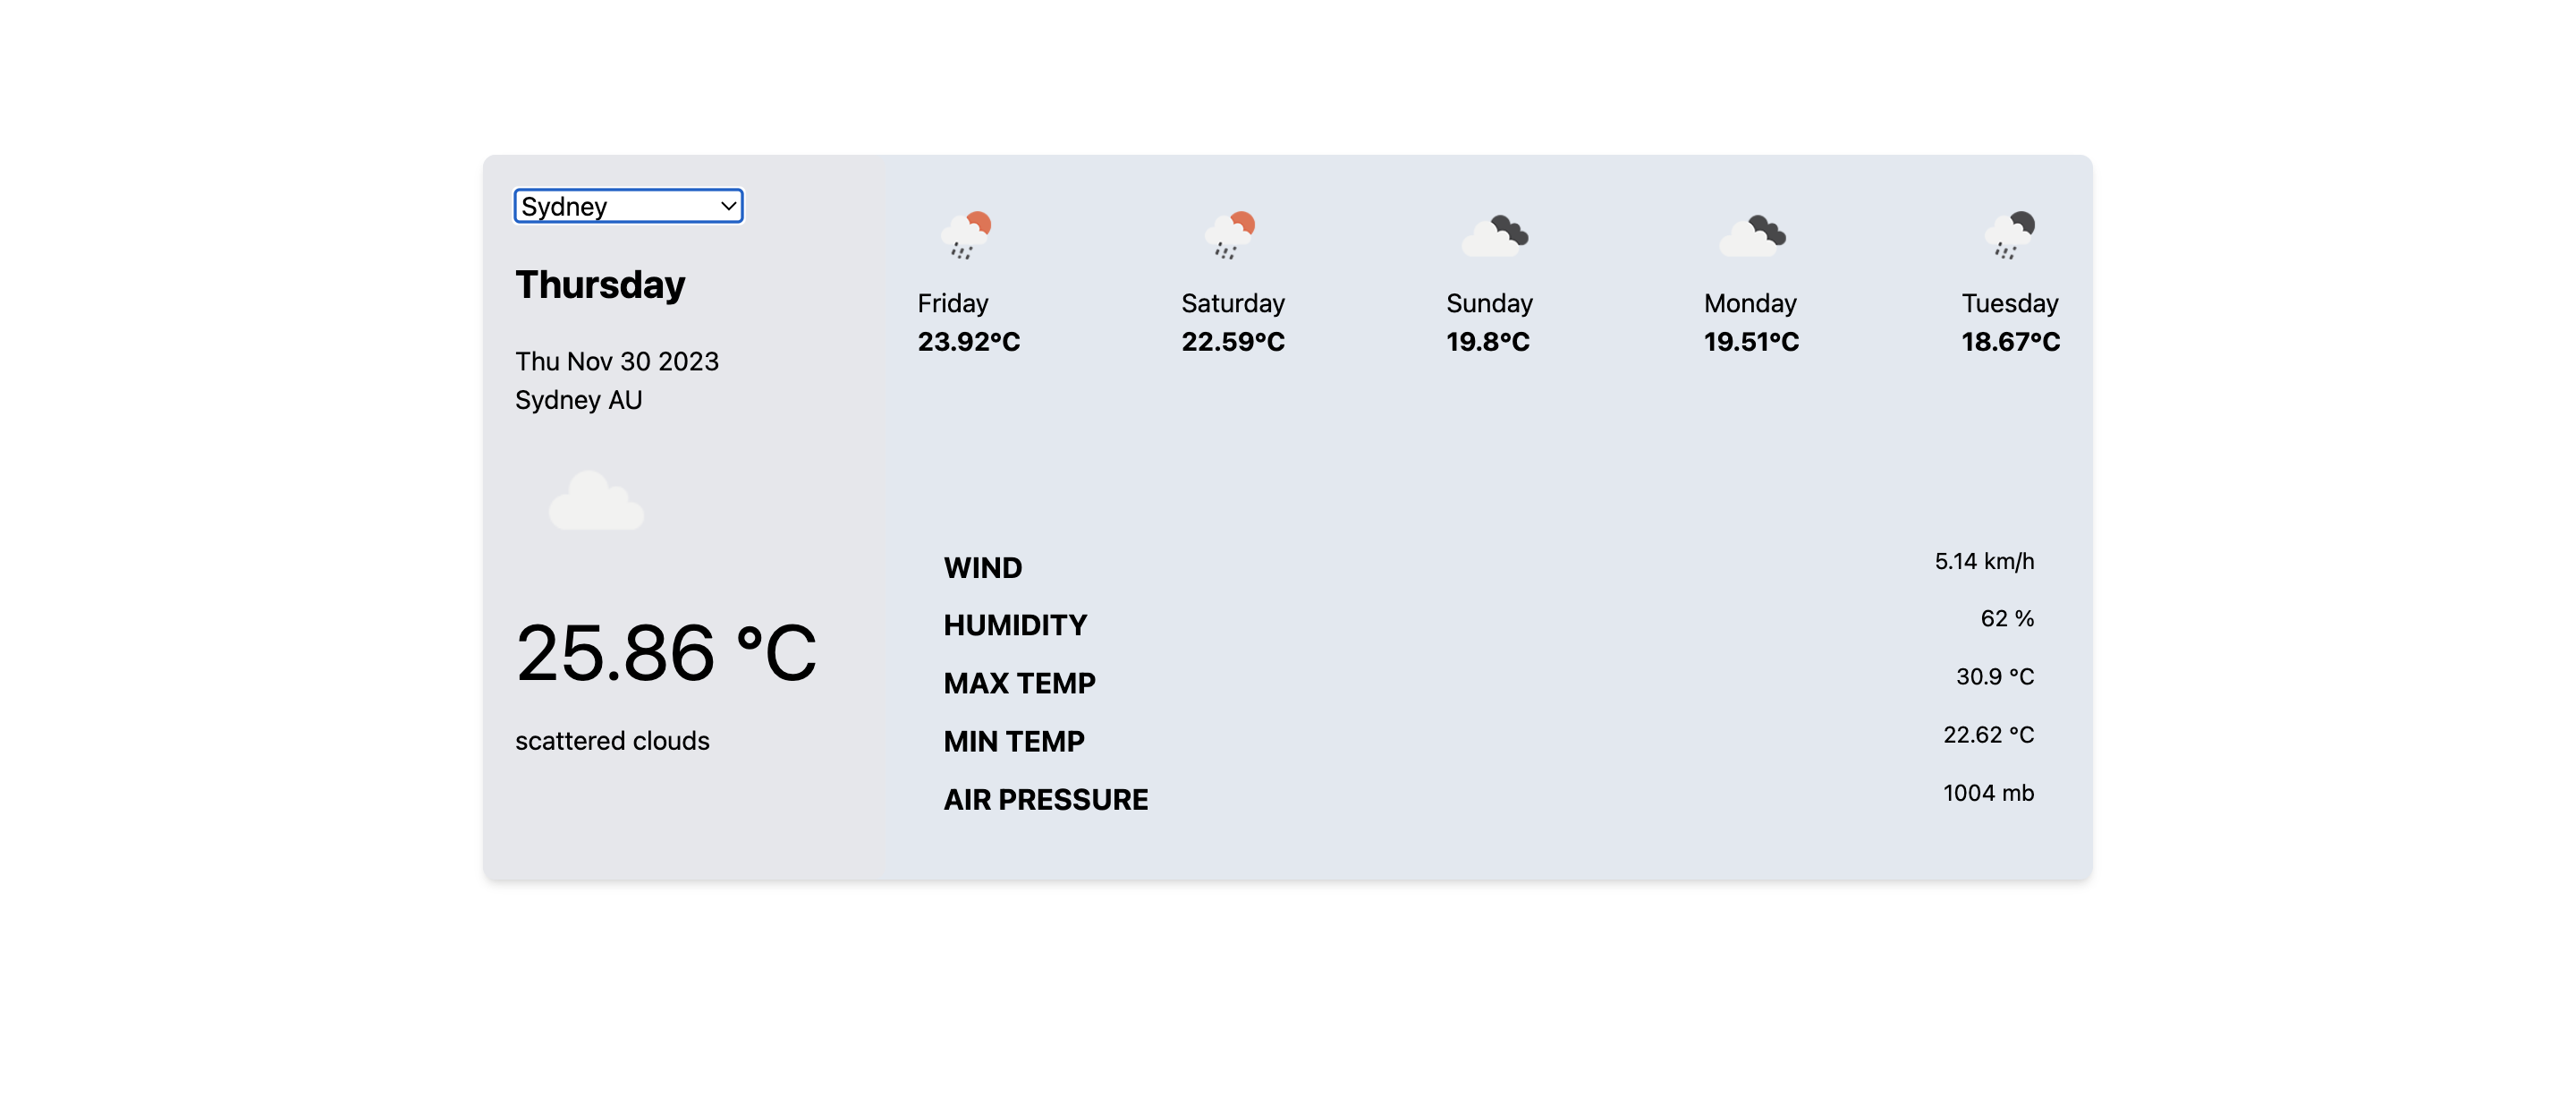 Sydney
Thursday
Thu Nov 30 2023
Sydney AU
25.86 °C
scattered clouds
Friday
23.92°C
Saturday
22.59°C
Sunday
19.8°C
Monday
19.51°C
Tuesday
18.67°C
WIND 5.14 km/h
HUMIDITY 62 %
MAX TEMP 30.9 °C
MIN TEMP 22.62 °C
AIR PRESSURE 1004 mb